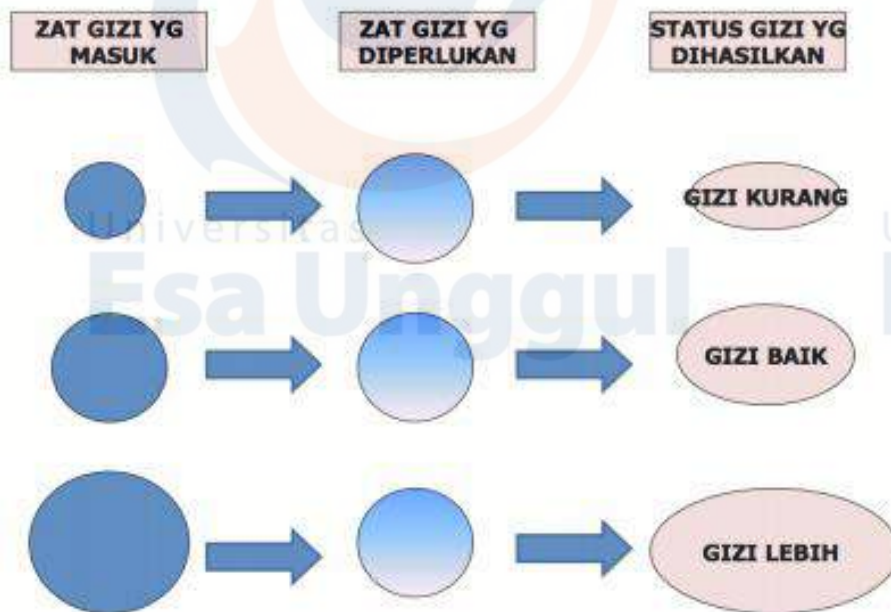 ZAT GIZI YG
MASUK
ZAT GIZI YG
DIPERLUKAN
STATUS GIZI YG
DIHASILKAN
GIZI KURANG
Universitas
Esa Unggul
GIZI BAIK
GIZI LEBIH